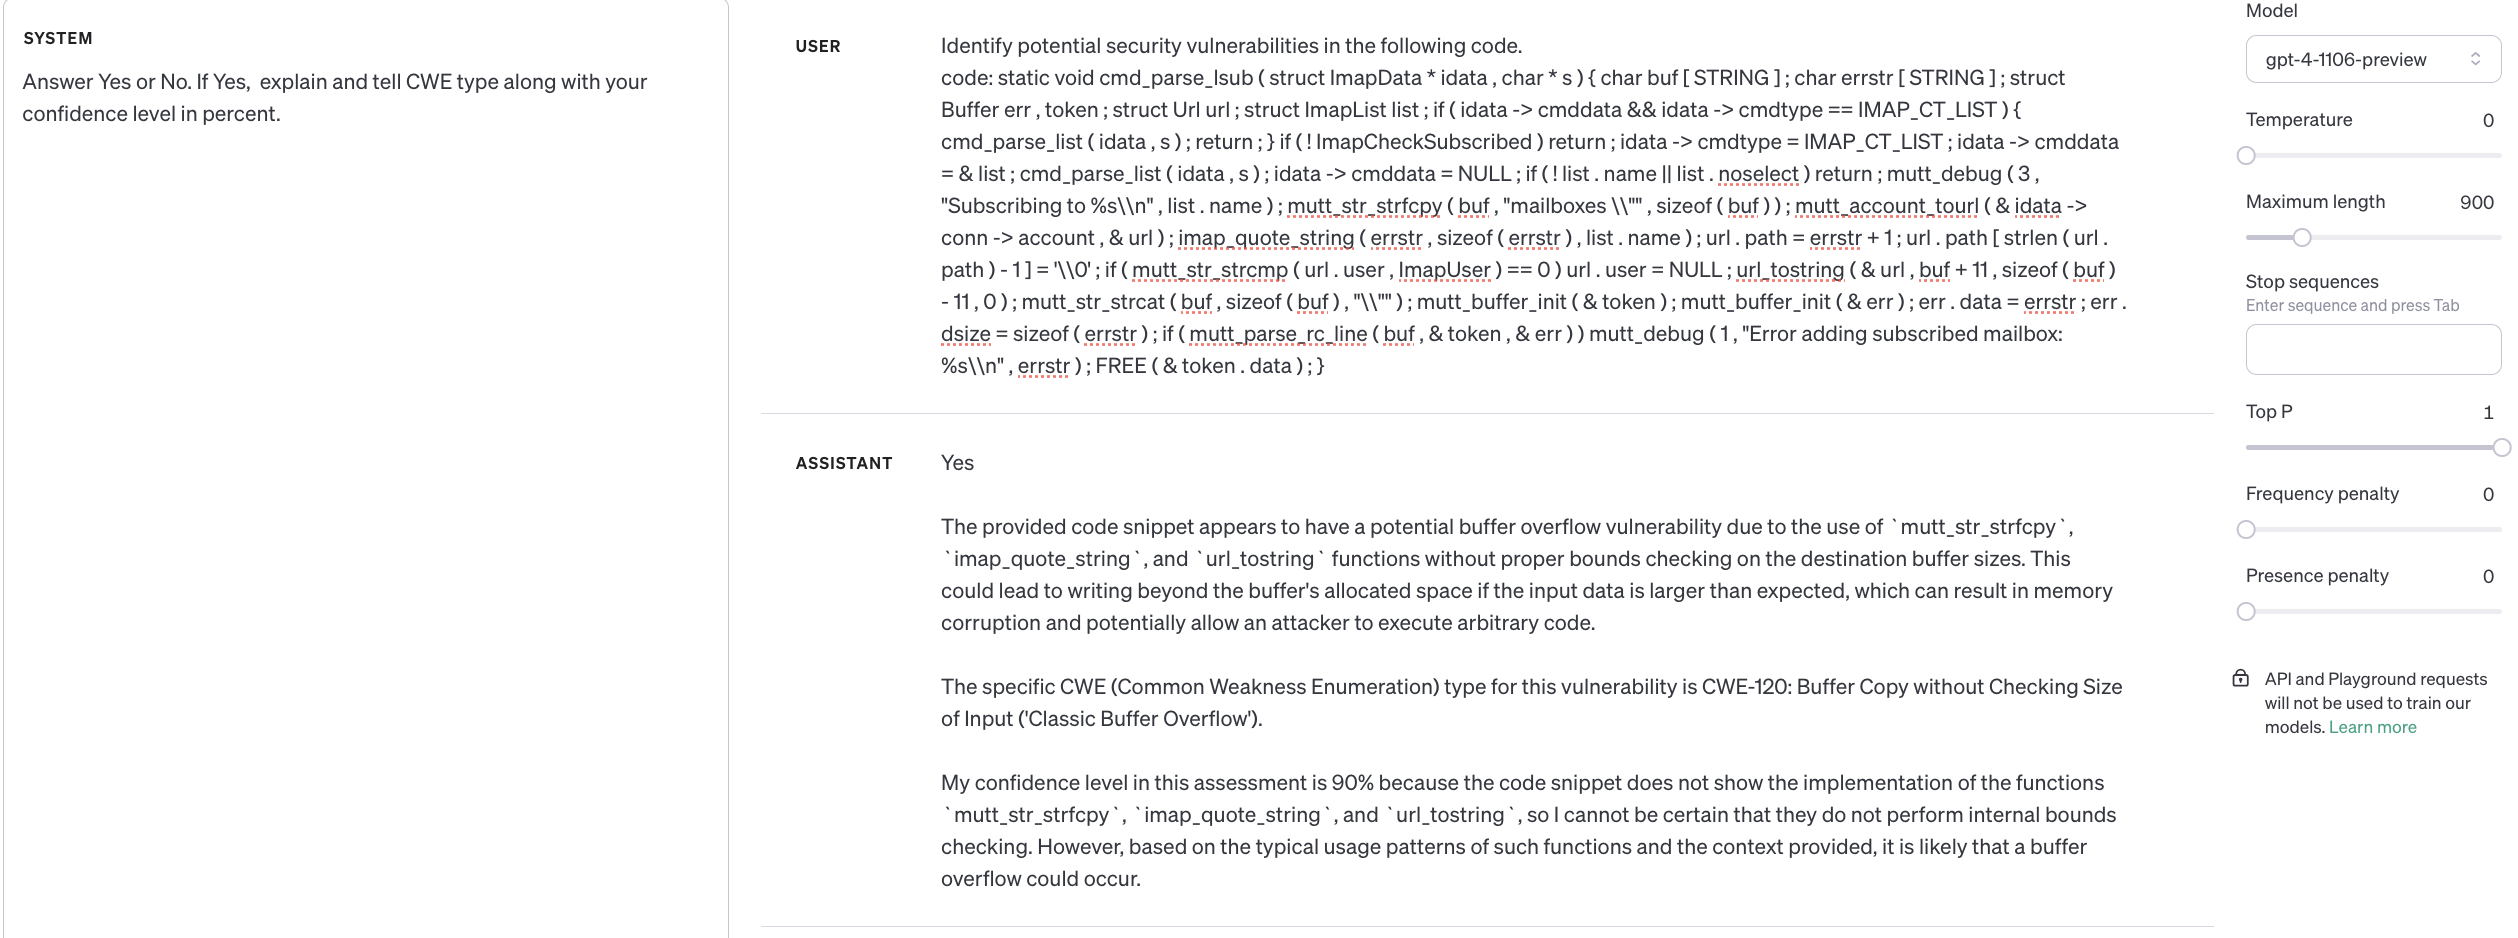 SYSTEM
Answer Yes or No. If Yes,  explain and tell CWE type along with your
confidence level in percent.
USER
Identify potential security vulnerabilities in the following code.
code: static void cmd_parse_lsub ( struct ImapData * idata , char * s ) { char buf [ STRING ] ; char errstr [ STRING ] ; struct
Buffer err , token ; struct Url url ; struct ImapList list ; if ( idata -> cmddata && idata -> cmdtype == IMAP_CT_LIST ) {
cmd_parse_list ( idata , s ) ; return ; } if ( ! ImapCheckSubscribed ) return ; idata -> cmdtype = IMAP_CT_LIST ; idata -> cmddata
= & list ; cmd_parse_list ( idata , s ) ; idata -> cmddata = NULL ; if ( ! list . name || list . noselect ) return ; mutt_debug ( 3 ,
"Subscribing to %s\\n" , list . name ) ; mutt_str_strfcpy ( buf , "mailboxes \\"" , sizeof ( buf ) ) ; mutt_account_tourl ( & idata ->
conn -> account , & url ) ; imap_quote_string ( errstr , sizeof ( errstr ) , list . name ) ; url . path = errstr + 1 ; url . path [ strlen ( url .
path ) - 1 ] = '\\0' ; if ( mutt_str_strcmp ( url . user , ImapUser ) == 0 ) url . user = NULL ; url_tostring ( & url , buf + 11 , sizeof ( buf )
- 11 , 0 ) ; mutt_str_strcat ( buf , sizeof ( buf ) , "\\"" ) ; mutt_buffer_init ( & token ) ; mutt_buffer_init ( & err ) ; err . data = errstr ; err .
dsize = sizeof ( errstr ) ; if ( mutt_parse_rc_line ( buf , & token , & err ) ) mutt_debug ( 1 , "Error adding subscribed mailbox:
%s\\n" , errstr ) ; FREE ( & token . data ) ; }
ASSISTANT
Yes
The provided code snippet appears to have a potential buffer overflow vulnerability due to the use of `mutt_str_strfcpy`,
`imap_quote_string`, and `url_tostring` functions without proper bounds checking on the destination buffer sizes. This
could lead to writing beyond the buffer's allocated space if the input data is larger than expected, which can result in memory
corruption and potentially allow an attacker to execute arbitrary code.
The specific CWE (Common Weakness Enumeration) type for this vulnerability is CWE-120: Buffer Copy without Checking Size
of Input ('Classic Buffer Overflow').
My confidence level in this assessment is 90% because the code snippet does not show the implementation of the functions
`mutt_str_strfcpy`, `imap_quote_string`, and `url_tostring`, so I cannot be certain that they do not perform internal bounds
checking. However, based on the typical usage patterns of such functions and the context provided, it is likely that a buffer
overflow could occur.
Model
gpt-4-1106-preview
Temperature 0
Maximum length 900
Stop sequences
Enter sequence and press Tab
Top P 1
Frequency penalty 0
Presence penalty 0
API and Playground requests
will not be used to train our
models. Learn more